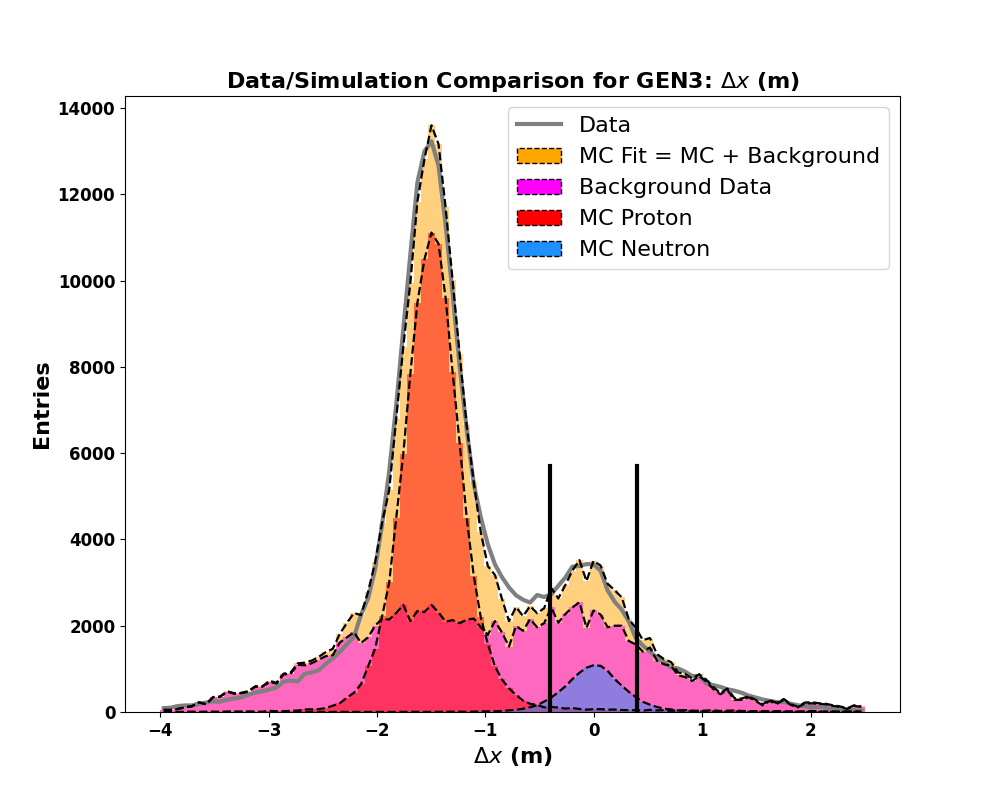 Data/Simulation Comparison for GEN3: Δx (m)
Data
MC Fit = MC + Background
Background Data
MC Proton
MC Neutron
Entries
14000
12000
10000
8000
6000
4000
2000
0
−4 −3 −2 −1 0 1 2
Δx (m)